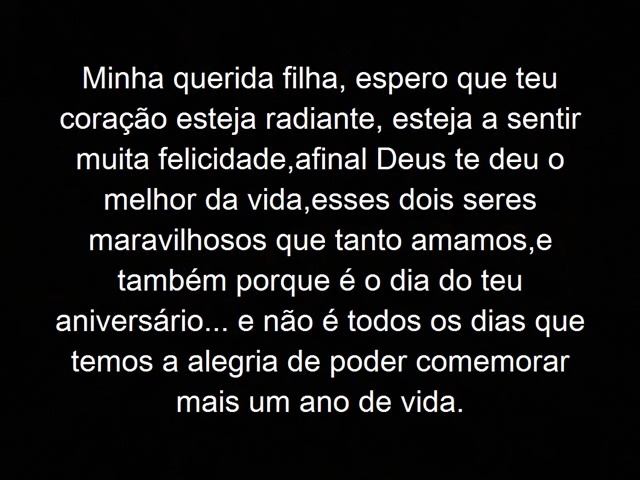 Minha querida filha, espero que teu
coração esteja radiante, esteja a sentir
muita felicidade,afinal Deus te deu o
melhor da vida,esses dois seres
maravilhosos que tanto amamos,e
também porque é o dia do teu
aniversário... e não é todos os dias que
temos a alegria de poder comemorar
mais um ano de vida.